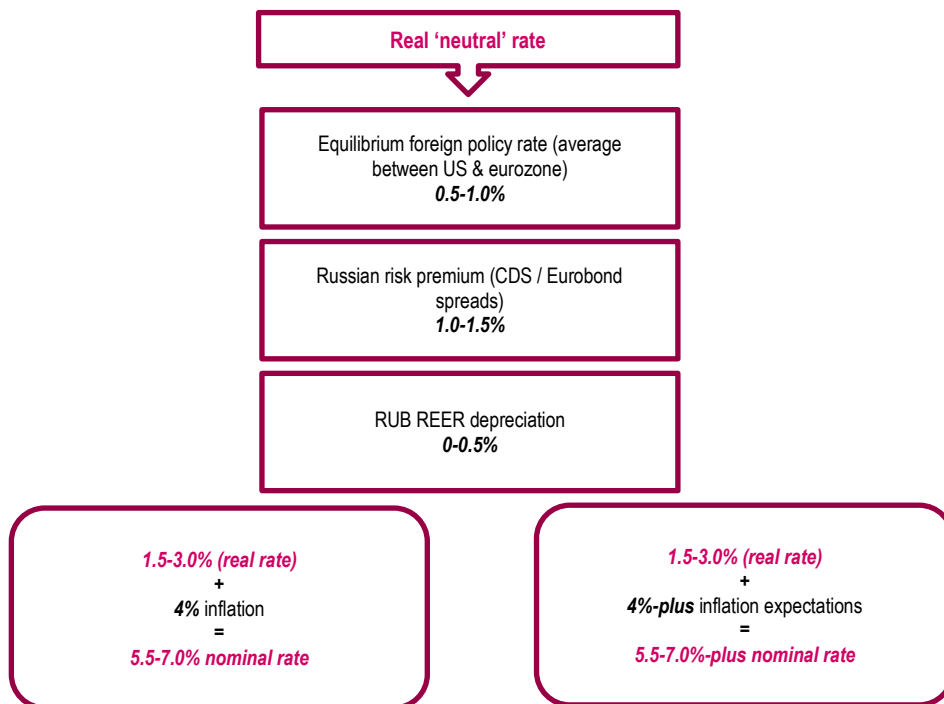 Real ‘neutral’ rate
Equilibrium foreign policy rate (average
between US & eurozone)
0.5-1.0%
Russian risk premium (CDS / Eurobond
spreads)
1.0-1.5%
RUB REER depreciation
0-0.5%
1.5-3.0% (real rate)
+
4% inflation
=
5.5-7.0% nominal rate
1.5-3.0% (real rate)
+
4%-plus inflation expectations
=
5.5-7.0%-plus nominal rate